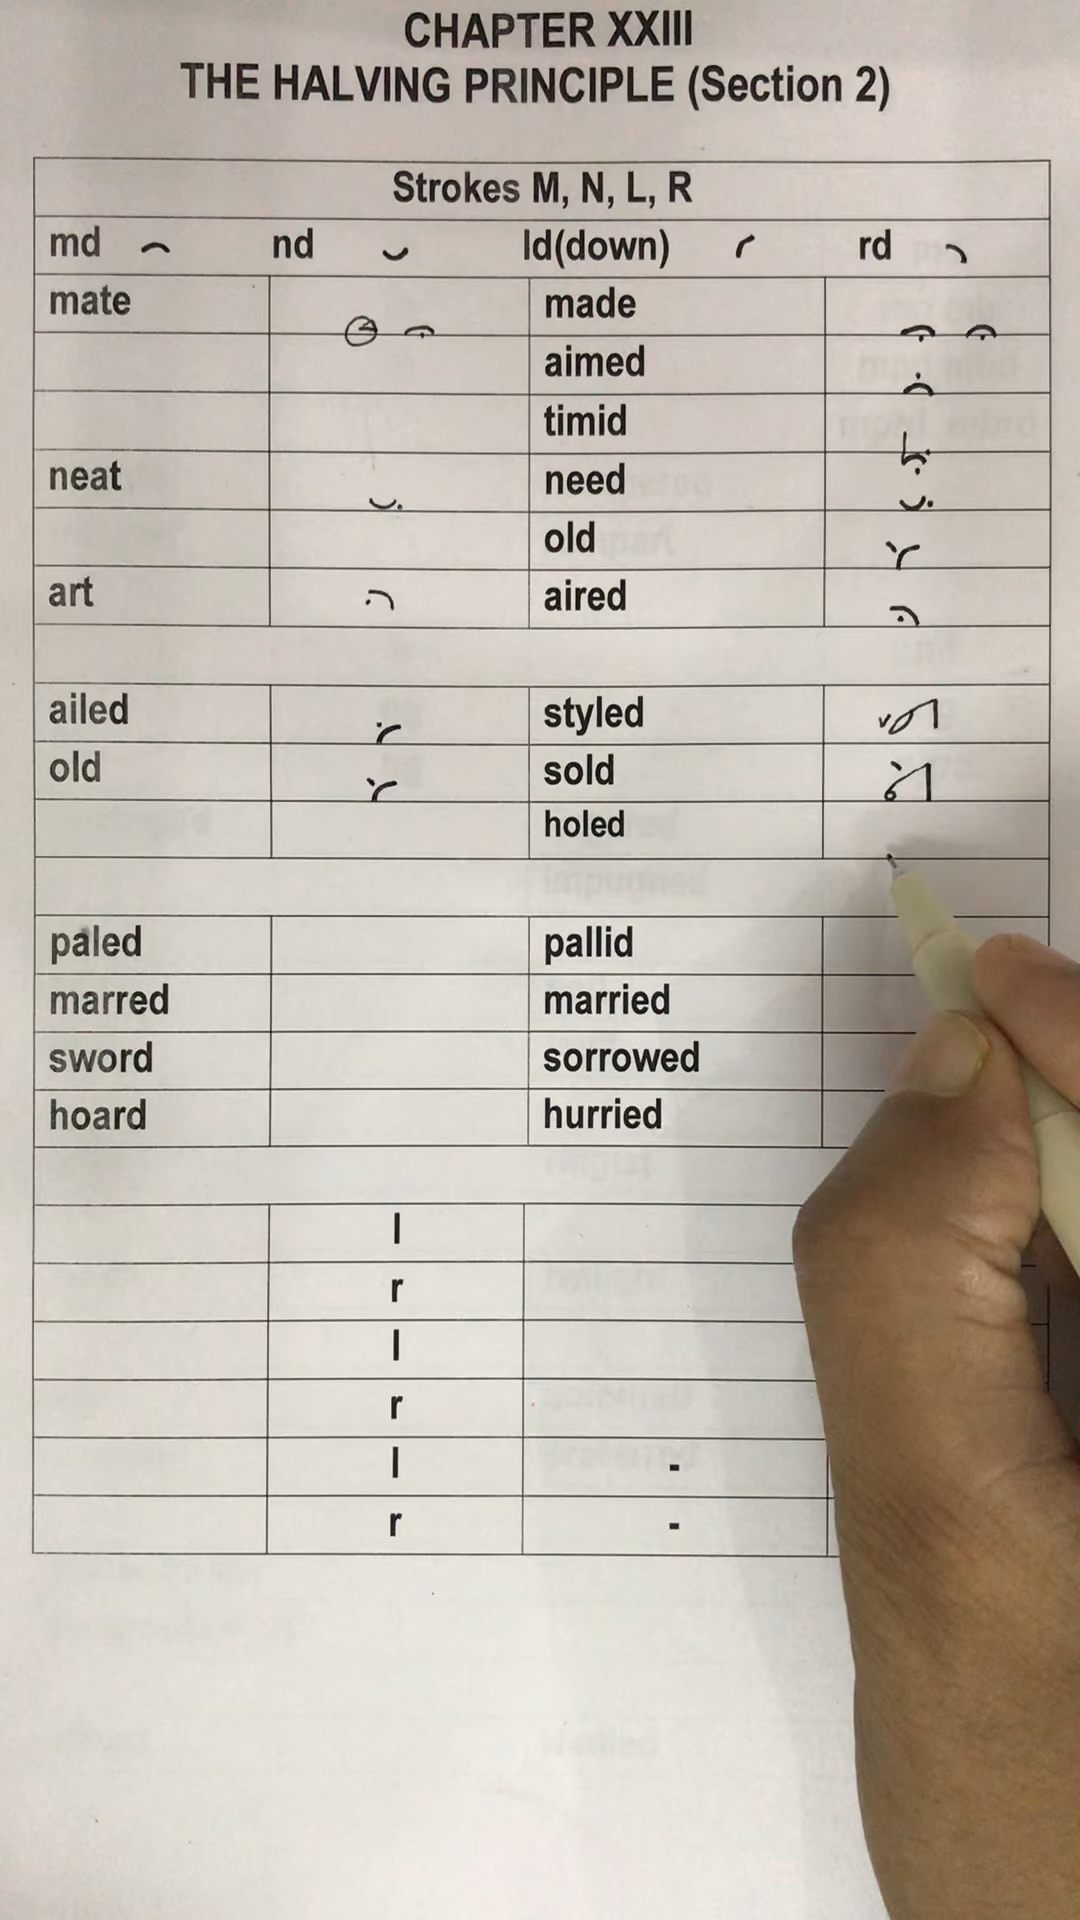 CHAPTER XXIII
THE HALVING PRINCIPLE (Section 2)
Strokes M, N, L, R
md nd ld(down) rd
mate made
aimed
timid
neat need
old
art aired
ailed styled
old sold
holed
paled pallid
marred married
sword sorrowed
hoard hurried
l
r
l
r
l -
r -